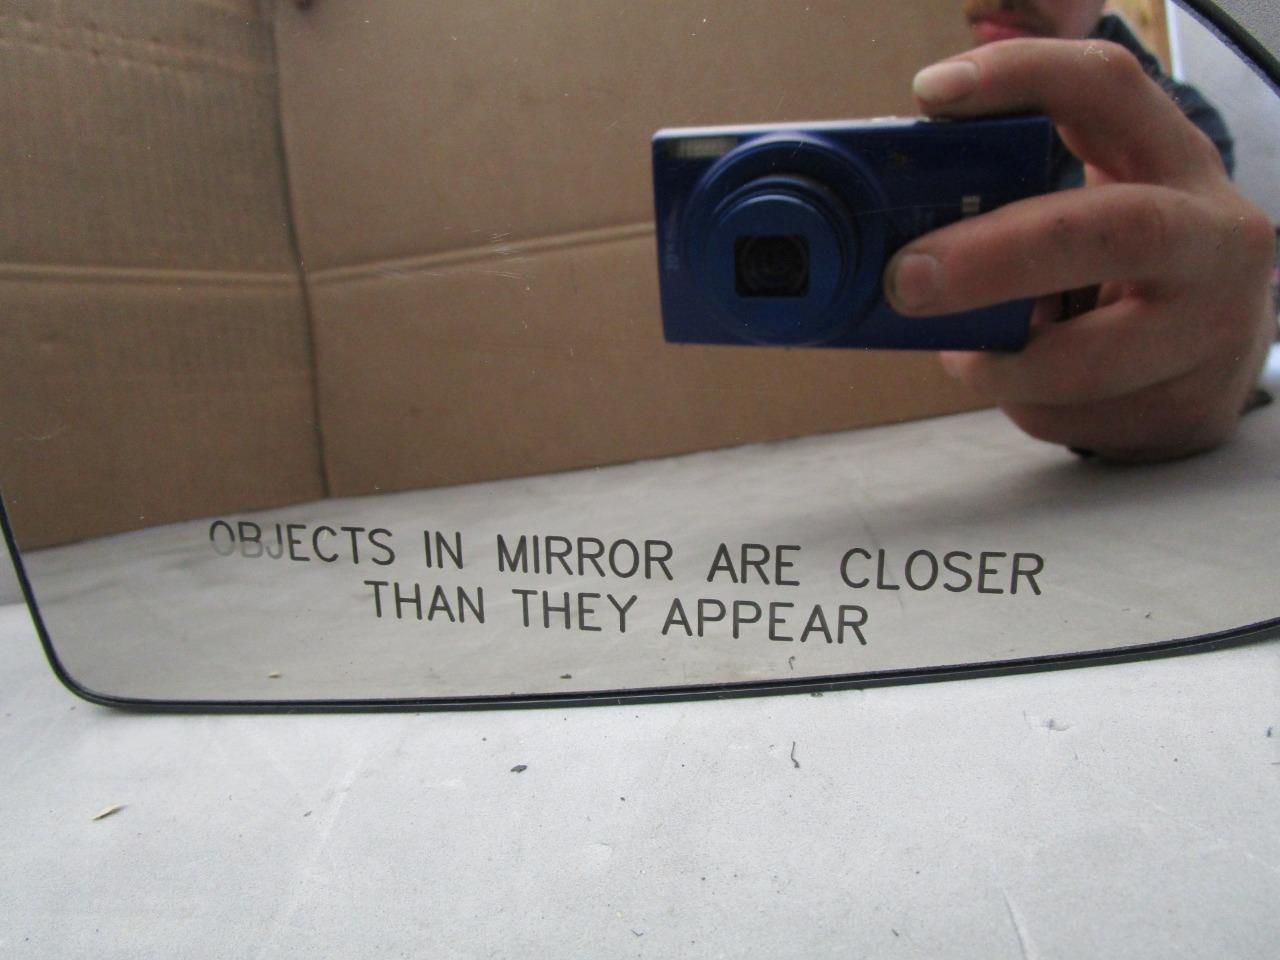 OBJECTS IN MIRROR ARE CLOSER
THAN THEY APPEAR